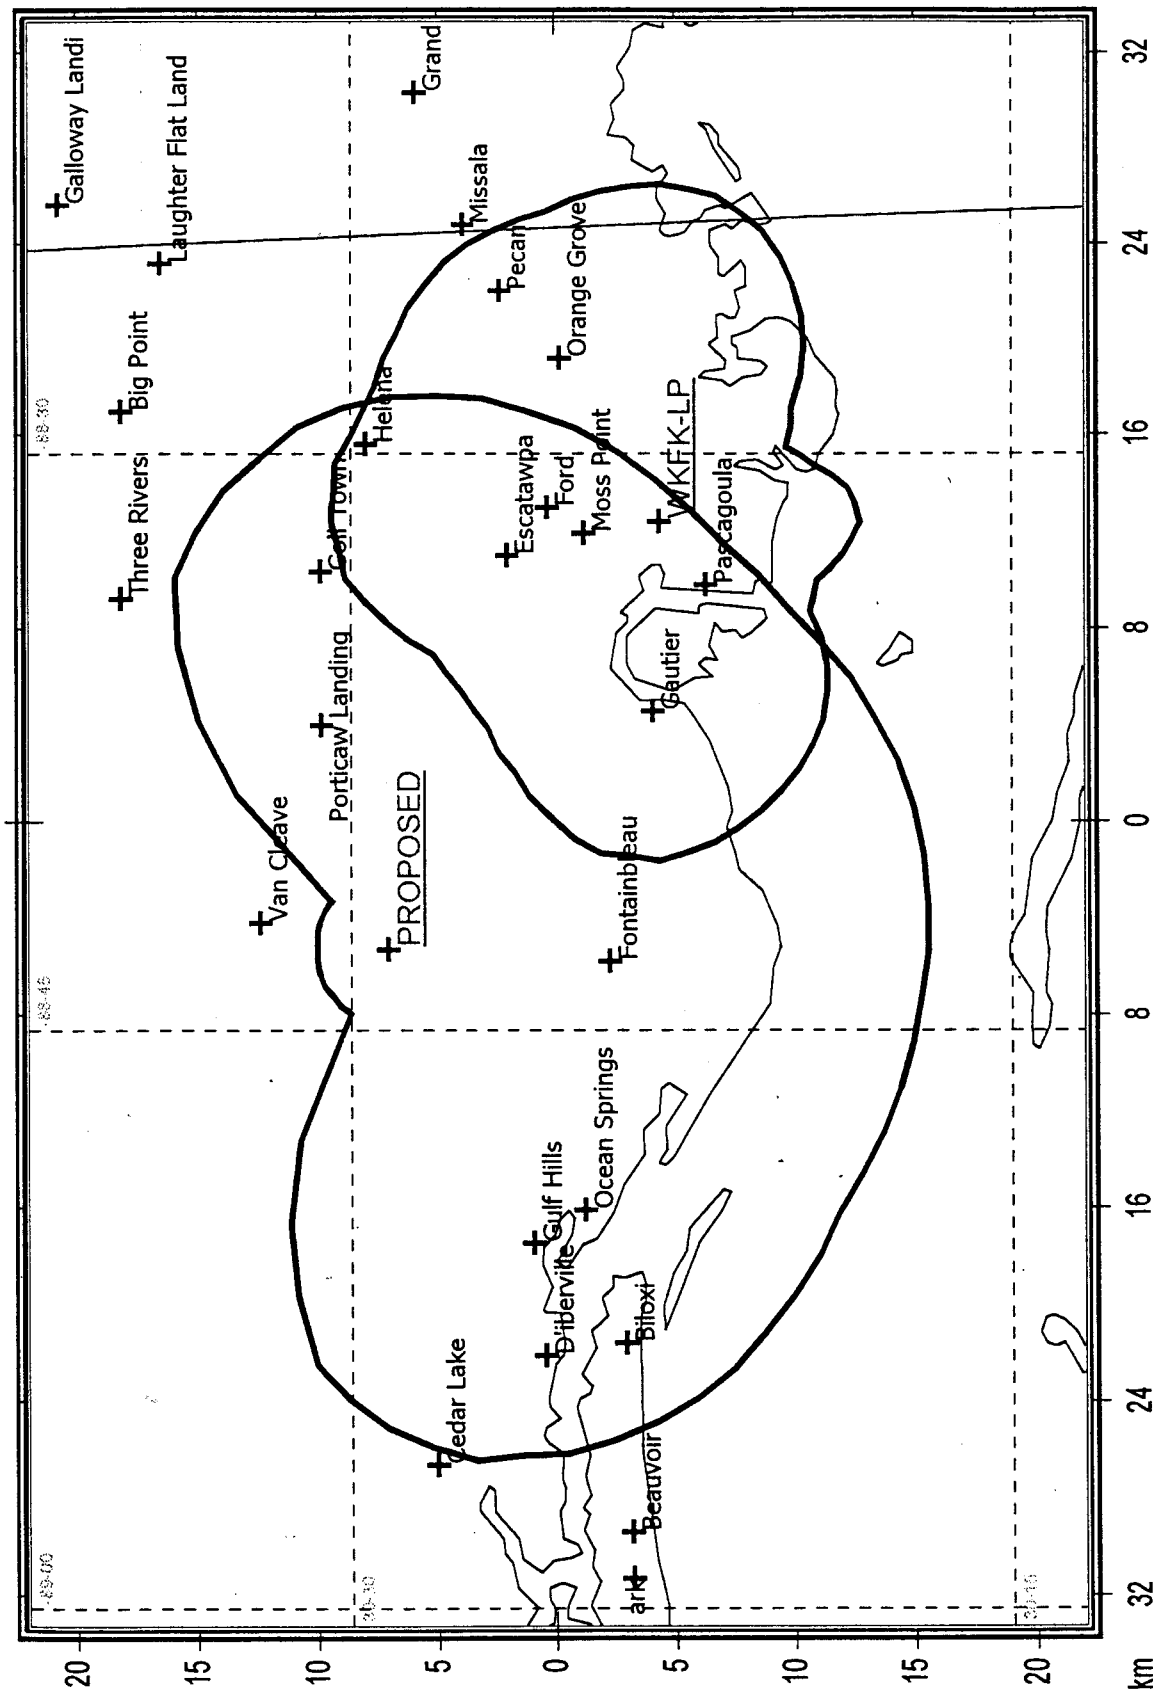 Galloway Landi
Laughter Flat Land
Grand
Big Point
Missala
Pecan
Orange Grove
-88-30
Three Rivers
Helena
Golf Town
Escatawpa
Ford
Moss Point
WKFK-LP
Pascagoula
Porticaw Landing
Gautier
Van Cleave
PROPOSED
Fontainbleau
-88-45
Ocean Springs
Gulf Hills
D'iberville
Biloxi
Cedar Lake
Beauvoir
ark
-89-00
30-30
30-15
32
24
16
8
0
8
16
24
32
20
15
10
5
0
5
10
15
20
km